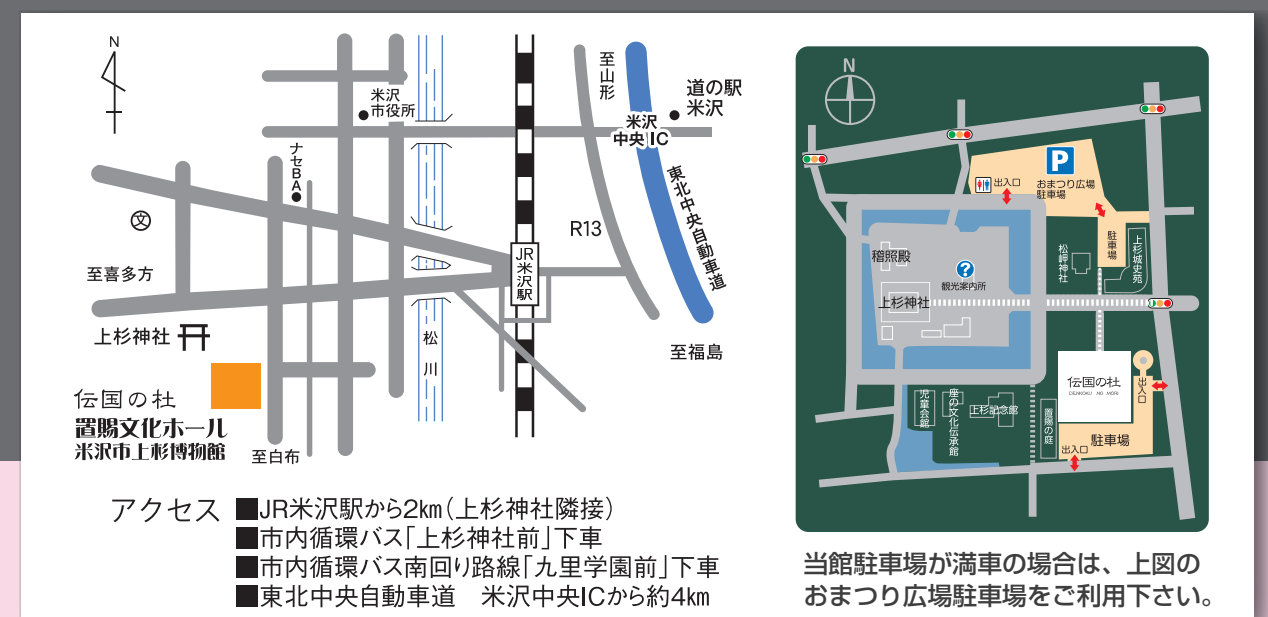 N
至山形
道の駅
米沢
米沢
市役所
米沢
中央IC
ナセBA
東北中央自動車道
文
R13
JR米沢駅
至喜多方
上杉神社
松川
至福島
伝国の杜
置賜文化ホール
米沢市上杉博物館
至白布
アクセス
■JR米沢駅から2km（上杉神社隣接）
■市内循環バス「上杉神社前」下車
■市内循環バス南回り路線「九里学園前」下車
■東北中央自動車道　米沢中央ICから約4km
N
P
出入口
おまつり広場
駐車場
駐車場
上杉城史苑
松岬神社
稽照殿
?
観光案内所
上杉神社
伝国の杜
DENKOKU NO MORI
出入口
児童会館
座の文化伝承館
上杉記念館
置賜の庭
駐車場
出入口
当館駐車場が満車の場合は、上図の
おまつり広場駐車場をご利用下さい。